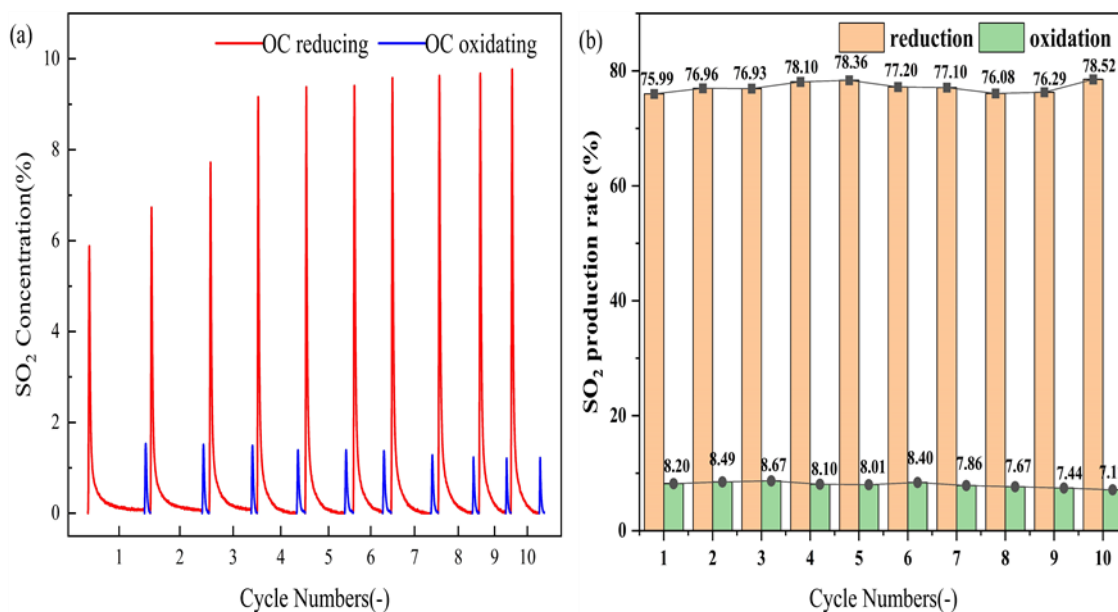 (a)
OC reducing OC oxidating
10
8
6
4
2
0
SO₂ Concentration(%)
1 2 3 4 5 6 7 8 9 10
Cycle Numbers(-)
(b)
reduction oxidation
80
60
40
20
0
SO₂ production rate (%)
75.99 76.96 76.93 78.10 78.36 77.20 77.10 76.08 76.29 78.52
8.20 8.49 8.67 8.10 8.01 8.40 7.86 7.67 7.44 7.1
1 2 3 4 5 6 7 8 9 10
Cycle Numbers(-)